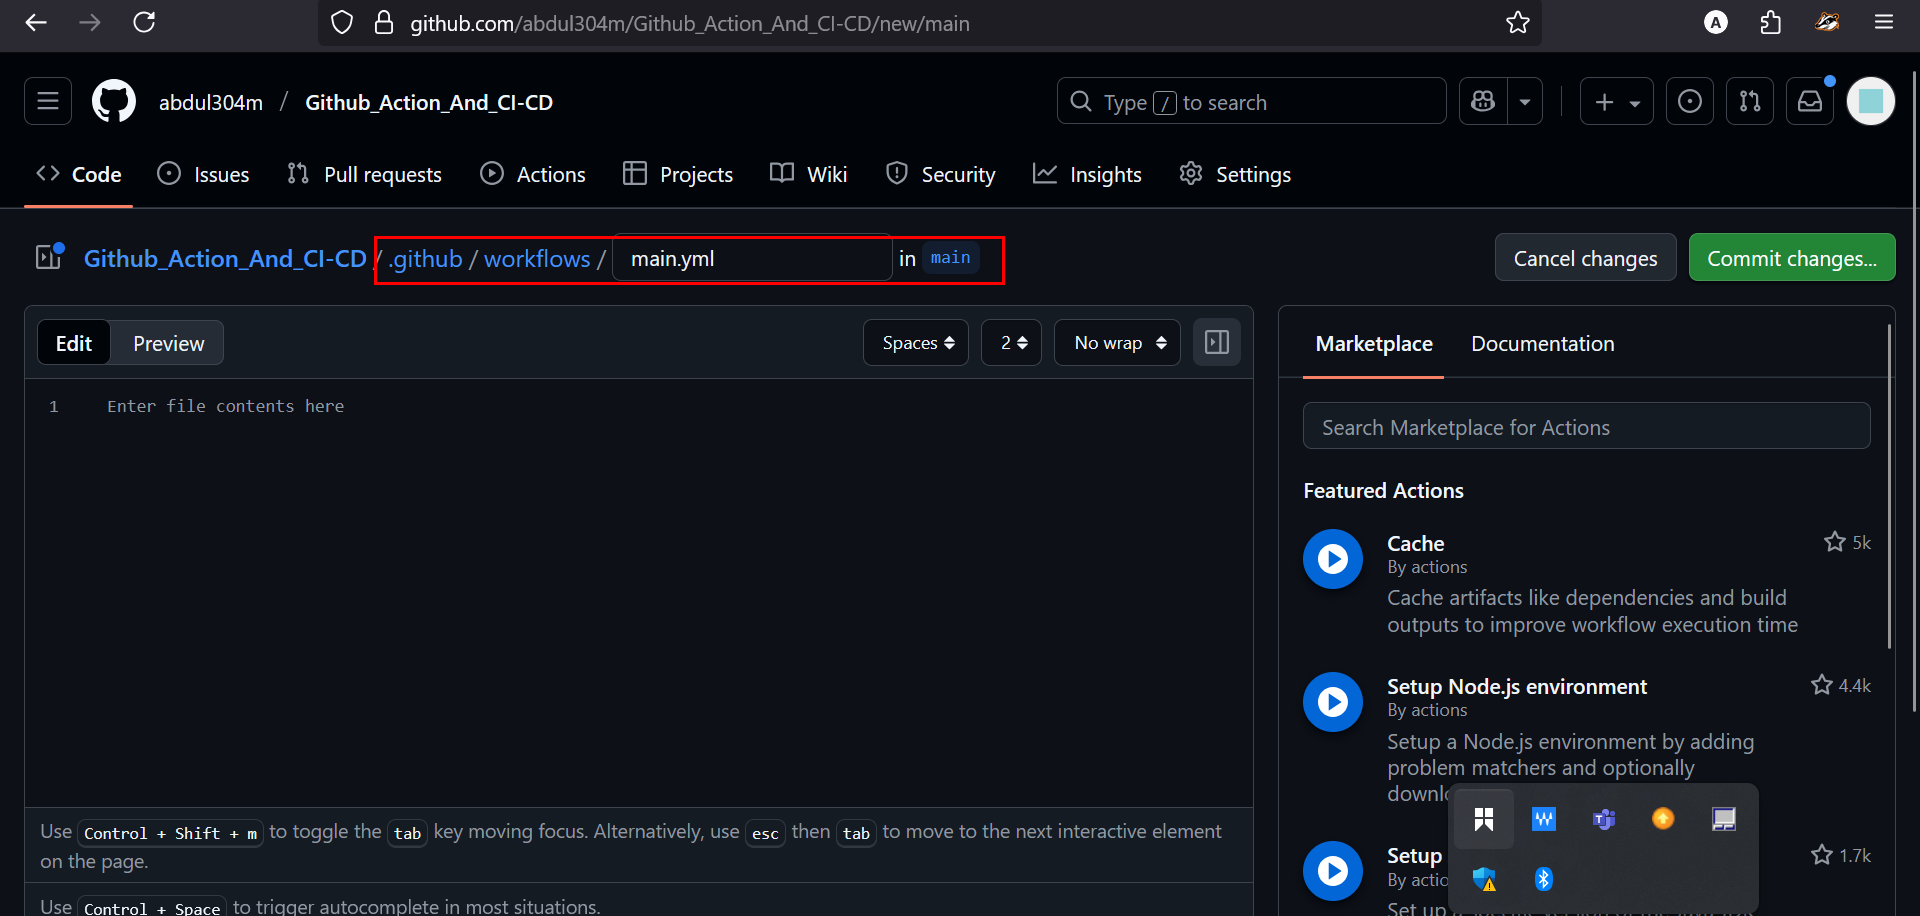 github.com/abdul304m/Github_Action_And_CI-CD/new/main
A
abdul304m / Github_Action_And_CI-CD
Type / to search
Code Issues Pull requests Actions Projects Wiki Security Insights Settings
Github_Action_And_CI-CD / .github / workflows / main.yml in main
Cancel changes Commit changes...
Edit Preview Spaces 2 No wrap
1 Enter file contents here
Use Control + Shift + m to toggle the tab key moving focus. Alternatively, use esc then tab to move to the next interactive element
on the page.
Use Control + Space to trigger autocomplete in most situations.
Marketplace Documentation
Search Marketplace for Actions
Featured Actions
Cache 5k
By actions
Cache artifacts like dependencies and build
outputs to improve workflow execution time
Setup Node.js environment 4.4k
By actions
Setup a Node.js environment by adding
problem matchers and optionally
Setup 1.7k
By
Set up